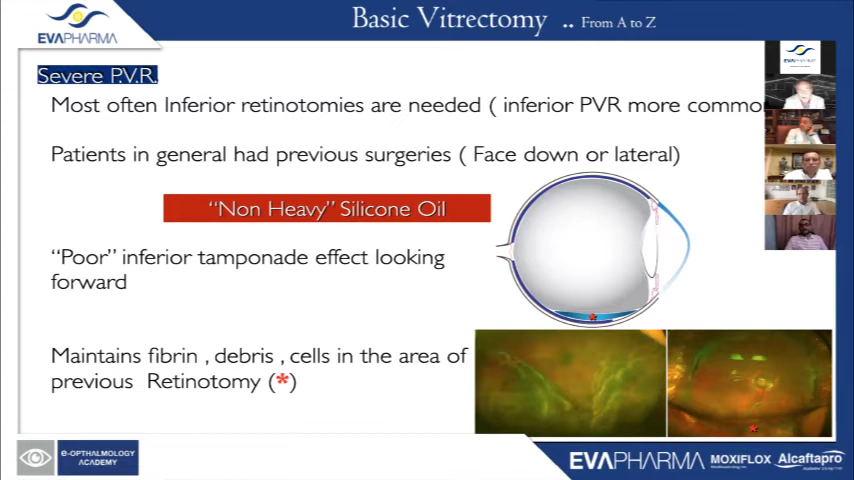 EVAPHARMA
Basic Vitrectomy .. From A to Z
Severe P.V.R.
Most often Inferior retinotomies are needed ( inferior PVR more commo
Patients in general had previous surgeries ( Face down or lateral)
“Non Heavy” Silicone Oil
“Poor” inferior tamponade effect looking
forward
Maintains fibrin , debris , cells in the area of
previous Retinotomy (*)
e-OPTHALMOLOGY
ACADEMY
EVAPHARMA MOXIFLOX Alcaftapro